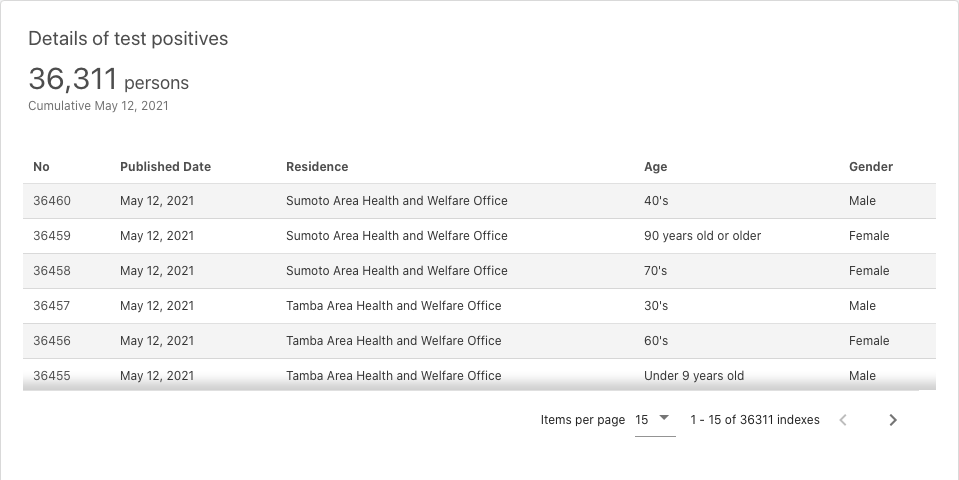 Details of test positives
36,311 persons
Cumulative May 12, 2021
No Published Date Residence Age Gender
36460 May 12, 2021 Sumoto Area Health and Welfare Office 40's Male
36459 May 12, 2021 Sumoto Area Health and Welfare Office 90 years old or older Female
36458 May 12, 2021 Sumoto Area Health and Welfare Office 70's Female
36457 May 12, 2021 Tamba Area Health and Welfare Office 30's Male
36456 May 12, 2021 Tamba Area Health and Welfare Office 60's Female
36455 May 12, 2021 Tamba Area Health and Welfare Office Under 9 years old Male
Items per page 15 1 - 15 of 36311 indexes